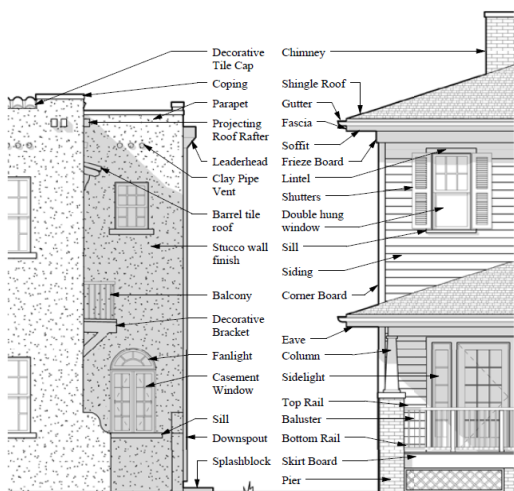 Decorative
Tile Cap
Coping
Parapet
Projecting
Roof Rafter
Leaderhead
Clay Pipe
Vent
Barrel tile
roof
Stucco wall
finish
Balcony
Decorative
Bracket
Fanlight
Casement
Window
Sill
Downspout
Splashblock
Chimney
Shingle Roof
Gutter
Fascia
Soffit
Frieze Board
Lintel
Shutters
Double hung
window
Sill
Siding
Corner Board
Eave
Column
Sidelight
Top Rail
Baluster
Bottom Rail
Skirt Board
Pier